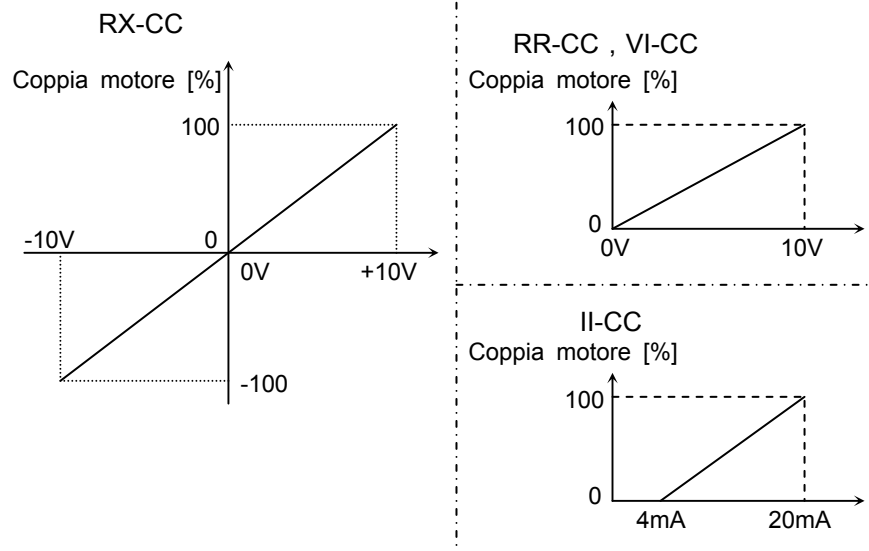 RX-CC
Coppia motore [%]
100
-10V
0
0V
+10V
-100
RR-CC , VI-CC
Coppia motore [%]
100
0
0V
10V
II-CC
Coppia motore [%]
100
0
4mA
20mA